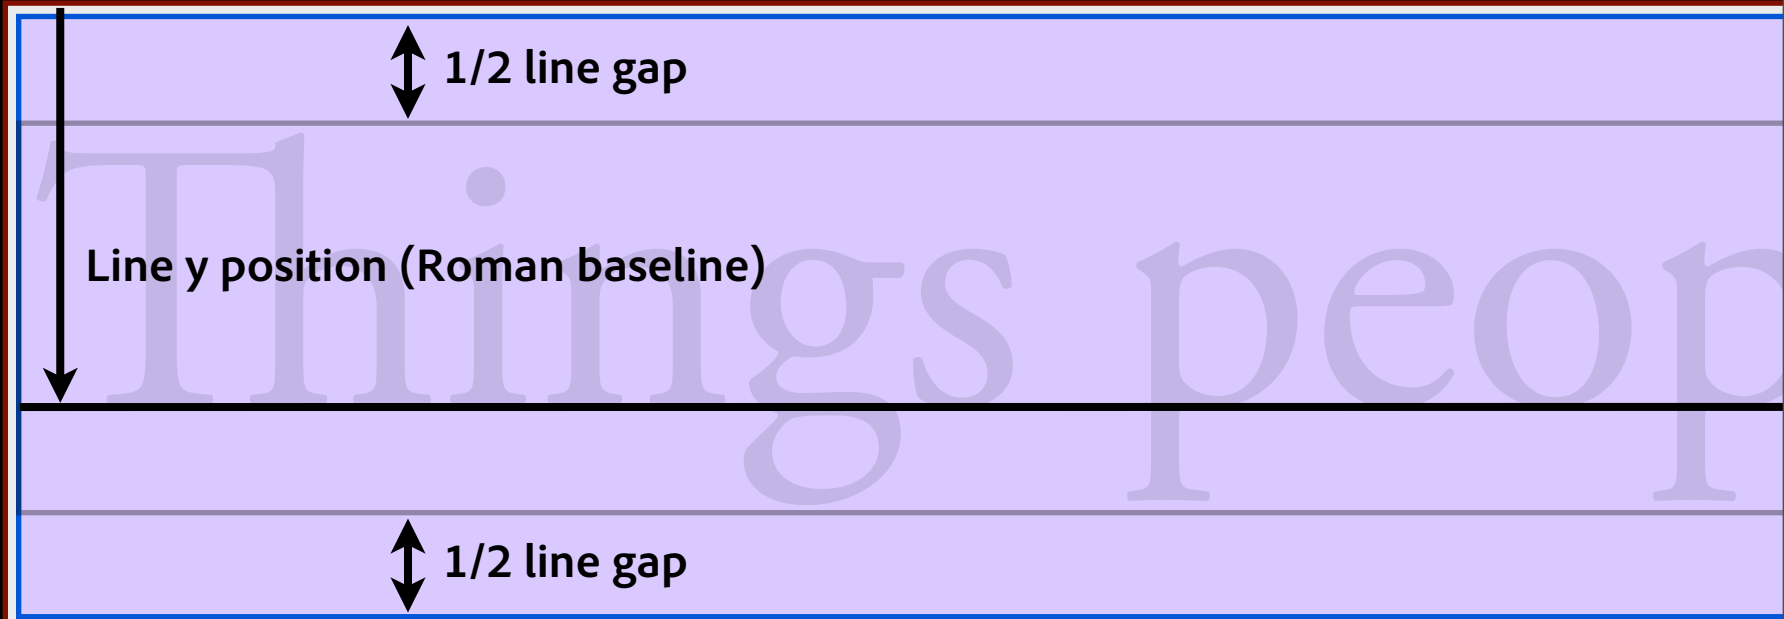 1/2 line gap
Things peop
Line y position (Roman baseline)
1/2 line gap